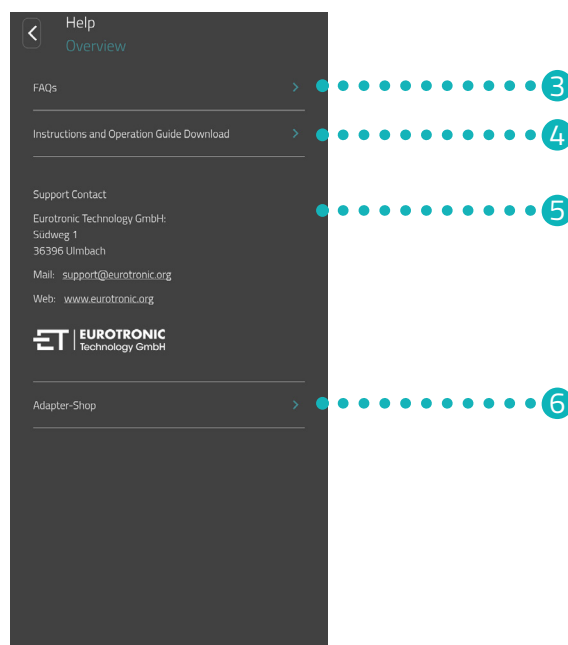 Help
Overview
FAQs
3
Instructions and Operation Guide Download
4
Support Contact
5
Eurotronic Technology GmbH:
Südweg 1
36396 Ulmbach
Mail: support@eurotronic.org
Web: www.eurotronic.org
ET EUROTRONIC
Technology GmbH
Adapter-Shop
6